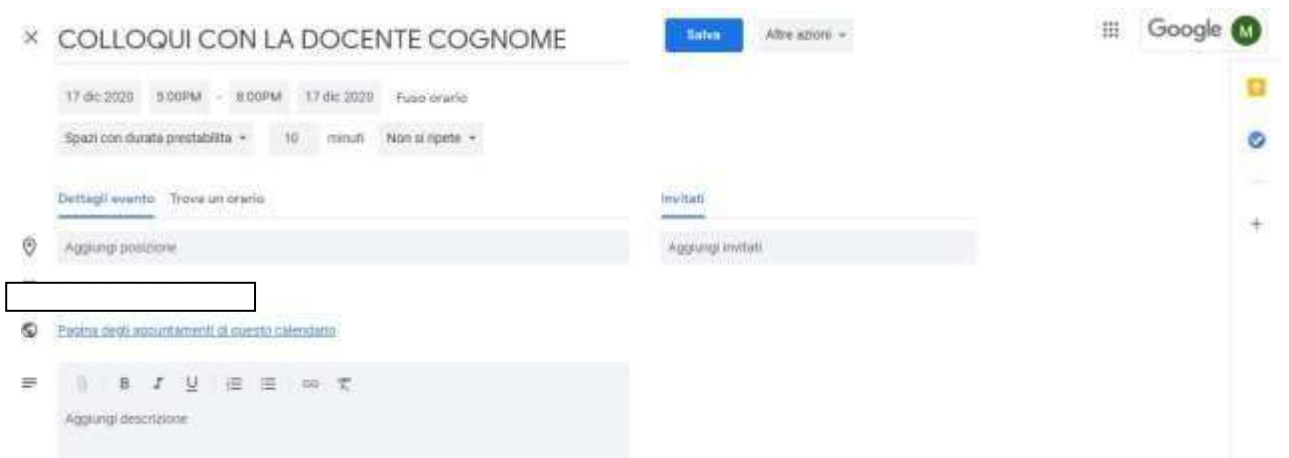 × COLLOQUI CON LA DOCENTE COGNOME
Salva Altre azioni
Google M
17 dic 2020 5:00PM - 8:00PM 17 dic 2020 Fuso orario
Spazi con durata prestabilita 10 minuti Non si ripete
Dettagli evento Trova un orario
Invitati
Aggiungi posizione
Aggiungi invitati
Pagina degli appuntamenti di questo calendario
B I U
Aggiungi descrizione